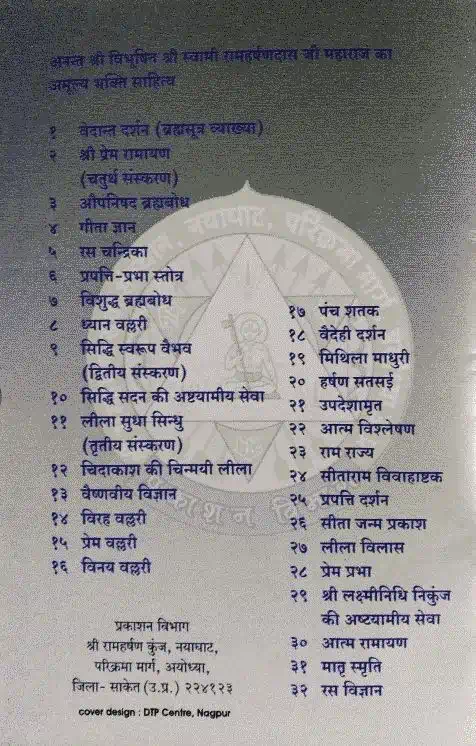 अनन्त श्री विभूषित श्री स्वामी रामहर्षणदास जी महाराज का
अमूल्य भक्ति साहित्य
१ वेदान्त दर्शन (ब्रह्मसूत्र व्याख्या)
२ श्री प्रेम रामायण
(चतुर्थ संस्करण)
३ औपनिषद ब्रह्मबोध
४ गीता ज्ञान
५ रस चन्द्रिका
६ प्रपत्ति-प्रभा स्तोत्र
७ विशुद्ध ब्रह्मबोध
८ ध्यान वल्लरी
९ सिद्धि स्वरूप वैभव
(द्वितीय संस्करण)
१० सिद्धि सदन की अष्टयामीय सेवा
११ लीला सुधा सिन्धु
(तृतीय संस्करण)
१२ चिदाकाश की चिन्मयी लीला
१३ वैष्णवीय विज्ञान
१४ विरह वल्लरी
१५ प्रेम वल्लरी
१६ विनय वल्लरी
१७ पंच शतक
१८ वैदेही दर्शन
१९ मिथिला माधुरी
२० हर्षण सतसई
२१ उपदेशामृत
२२ आत्म विश्लेषण
२३ राम राज्य
२४ सीताराम विवाहाष्टक
२५ प्रपत्ति दर्शन
२६ सीता जन्म प्रकाश
२७ लीला विलास
२८ प्रेम प्रभा
२९ श्री लक्ष्मीनिधि निकुंज
की अष्टयामीय सेवा
३० आत्म रामायण
३१ मातृ स्मृति
३२ रस विज्ञान
प्रकाशन विभाग
श्री रामहर्षण कुंज, नयाघाट,
परिक्रमा मार्ग, अयोध्या,
जिला- साकेत (उ.प्र.) २२४१२३
cover design : DTP Centre, Nagpur
नयाघाट, परिक्रमा मार्ग